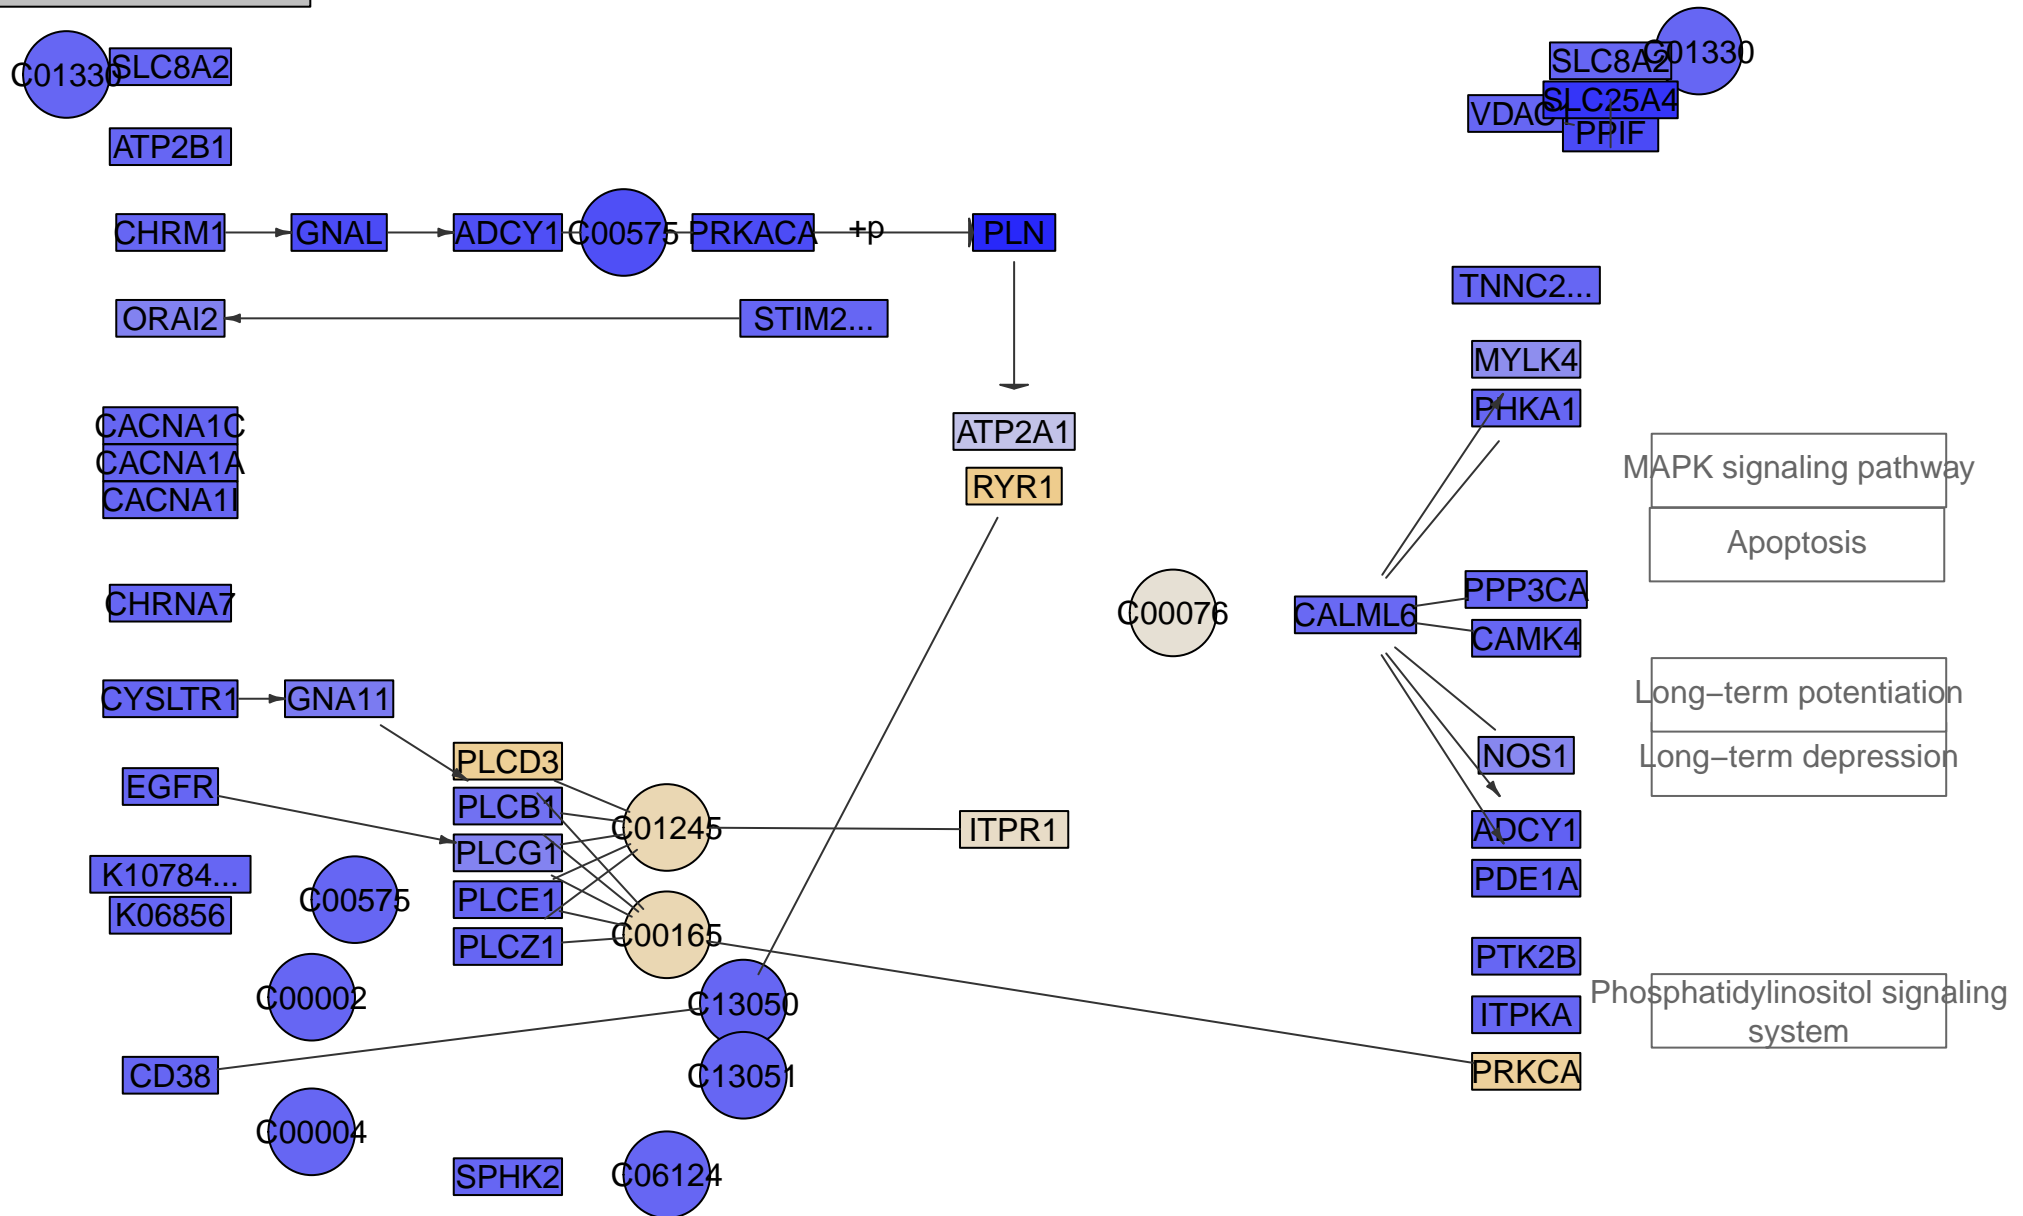 C01330
SLC8A2
SLC8A2
C01330
SLC25A4
VDAC1
PPIF
ATP2B1
CHRM1
GNAL
ADCY1
C00575
PRKACA
+p
PLN
TNNC2...
ORAI2
STIM2...
MYLK4
PHKA1
CACNA1C
CACNA1A
CACNA1I
ATP2A1
RYR1
MAPK signaling pathway
Apoptosis
CHRNA7
C00076
CALML6
PPP3CA
CAMK4
CYSLTR1
GNA11
Long−term potentiation
Long−term depression
NOS1
PLCD3
EGFR
PLCB1
C01245
ITPR1
ADCY1
PLCG1
K10784...
PDE1A
K06856
C00575
PLCE1
C00165
PLCZ1
PTK2B
C00002
C13050
ITPKA
Phosphatidylinositol signaling
system
CD38
C13051
PRKCA
C00004
SPHK2
C06124